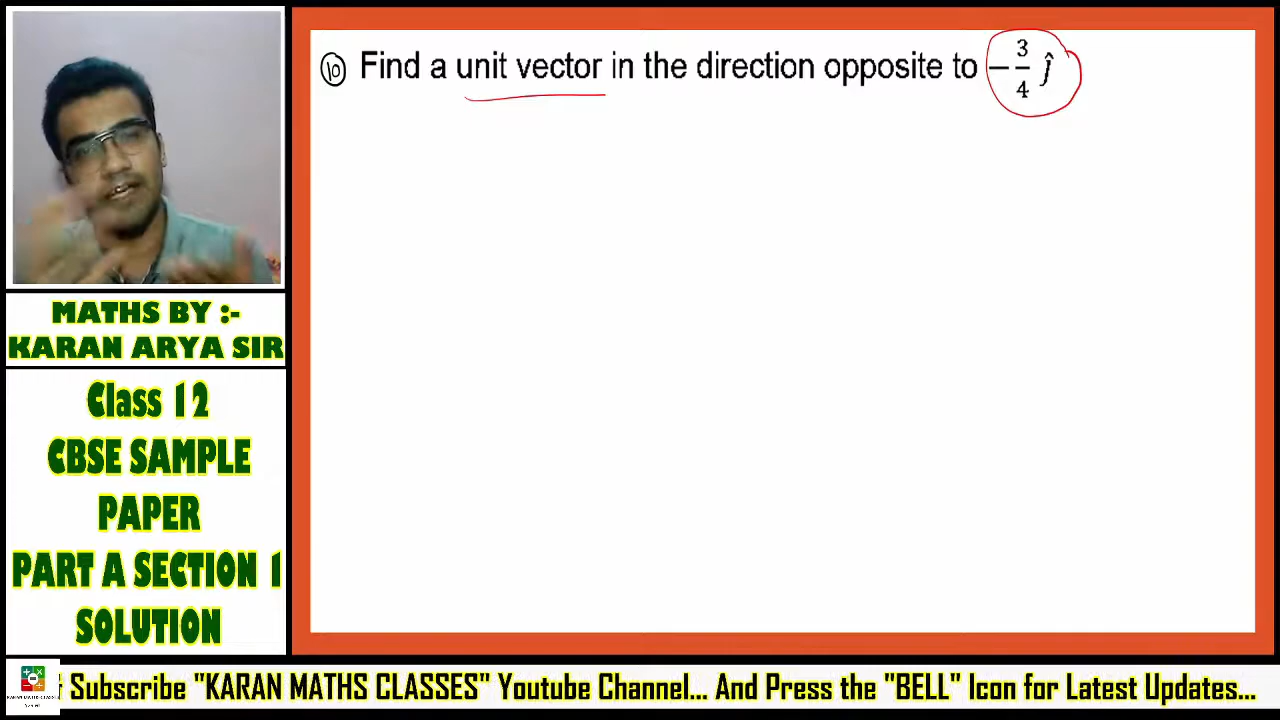 ⑩ Find a unit vector in the direction opposite to −3/4 ĵ
MATHS BY :-
KARAN ARYA SIR
Class 12
CBSE SAMPLE
PAPER
PART A SECTION 1
SOLUTION
Subscribe "KARAN MATHS CLASSES" Youtube Channel... And Press the "BELL" Icon for Latest Updates...